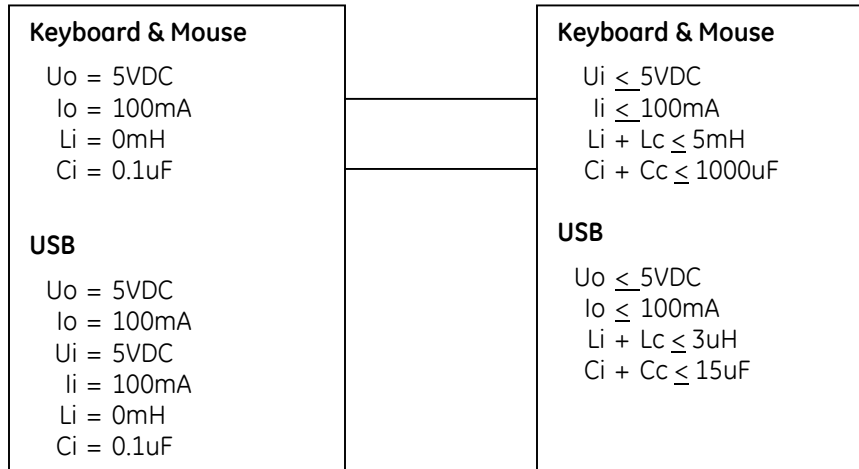 Keyboard & Mouse
Uo = 5VDC
Io = 100mA
Li = 0mH
Ci = 0.1uF
USB
Uo = 5VDC
Io = 100mA
Ui = 5VDC
Ii = 100mA
Li = 0mH
Ci = 0.1uF
Keyboard & Mouse
Ui < 5VDC
Ii < 100mA
Li + Lc < 5mH
Ci + Cc < 1000uF
USB
Uo < 5VDC
Io < 100mA
Li + Lc < 3uH
Ci + Cc < 15uF